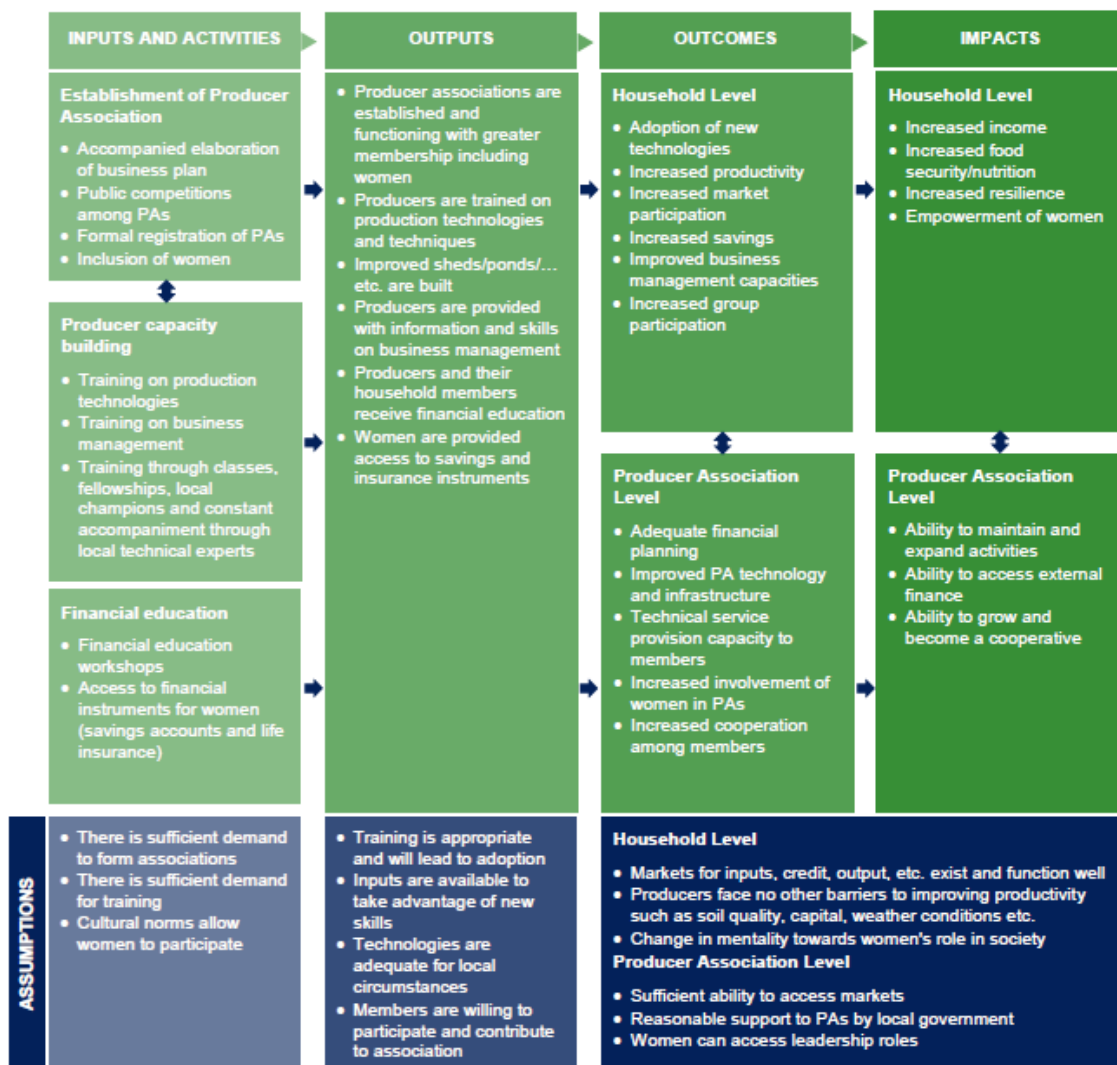 INPUTS AND ACTIVITIES
Establishment of Producer
Association
• Accompanied elaboration
of business plan
• Public competitions
among PAs
• Formal registration of PAs
• Inclusion of women
Producer capacity
building
• Training on production
technologies
• Training on business
management
• Training through classes,
fellowships, local
champions and constant
accompaniment through
local technical experts
Financial education
• Financial education
workshops
• Access to financial
instruments for women
(savings accounts and life
insurance)
OUTPUTS
• Producer associations are
established and
functioning with greater
membership including
women
• Producers are trained on
production technologies
and techniques
• Improved sheds/ponds/...
etc. are built
• Producers are provided
with information and skills
on business management
• Producers and their
household members
receive financial education
• Women are provided
access to savings and
insurance instruments
OUTCOMES
Household Level
• Adoption of new
technologies
• Increased productivity
• Increased market
participation
• Increased savings
• Improved business
management capacities
• Increased group
participation
Producer Association
Level
• Adequate financial
planning
• Improved PA technology
and infrastructure
• Technical service
provision capacity to
members
• Increased involvement of
women in PAs
• Increased cooperation
among members
IMPACTS
Household Level
• Increased income
• Increased food
security/nutrition
• Increased resilience
• Empowerment of women
Producer Association
Level
• Ability to maintain and
expand activities
• Ability to access external
finance
• Ability to grow and
become a cooperative
ASSUMPTIONS
• There is sufficient demand
to form associations
• There is sufficient demand
for training
• Cultural norms allow
women to participate
• Training is appropriate
and will lead to adoption
• Inputs are available to
take advantage of new
skills
• Technologies are
adequate for local
circumstances
• Members are willing to
participate and contribute
to association
Household Level
• Markets for inputs, credit, output, etc. exist and function well
• Producers face no other barriers to improving productivity
such as soil quality, capital, weather conditions etc.
• Change in mentality towards women's role in society
Producer Association Level
• Sufficient ability to access markets
• Reasonable support to PAs by local government
• Women can access leadership roles